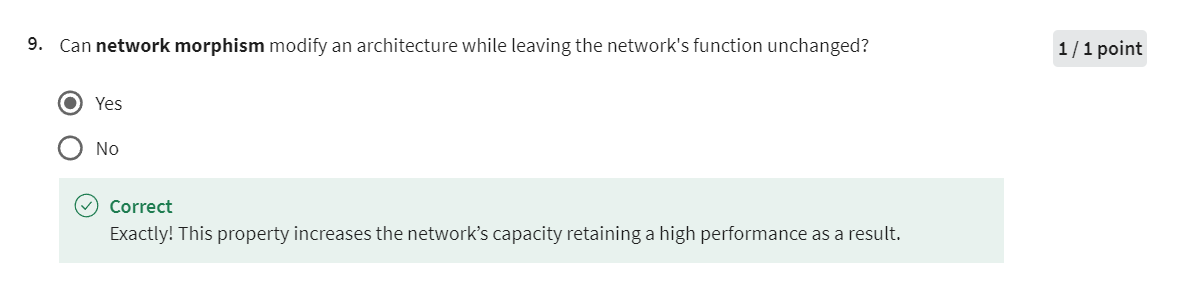 9. Can network morphism modify an architecture while leaving the network's function unchanged?
1 / 1 point
Yes
No
Correct
Exactly! This property increases the network’s capacity retaining a high performance as a result.